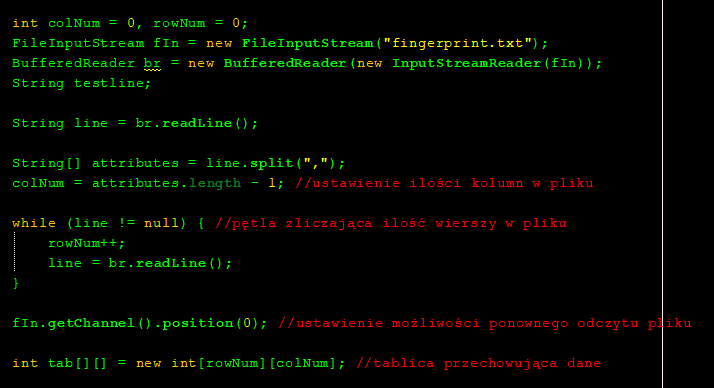 int colNum = 0, rowNum = 0;
FileInputStream fIn = new FileInputStream("fingerprint.txt");
BufferedReader br = new BufferedReader(new InputStreamReader(fIn));
String testline;
String line = br.readLine();
String[] attributes = line.split(",");
colNum = attributes.length - 1; //ustawienie ilości kolumn w pliku
while (line != null) { //pętla zliczająca ilość wierszy w pliku
rowNum++;
line = br.readLine();
}
fIn.getChannel().position(0); //ustawienie możliwości ponownego odczytu pliku
int tab[][] = new int[rowNum][colNum]; //tablica przechowująca dane